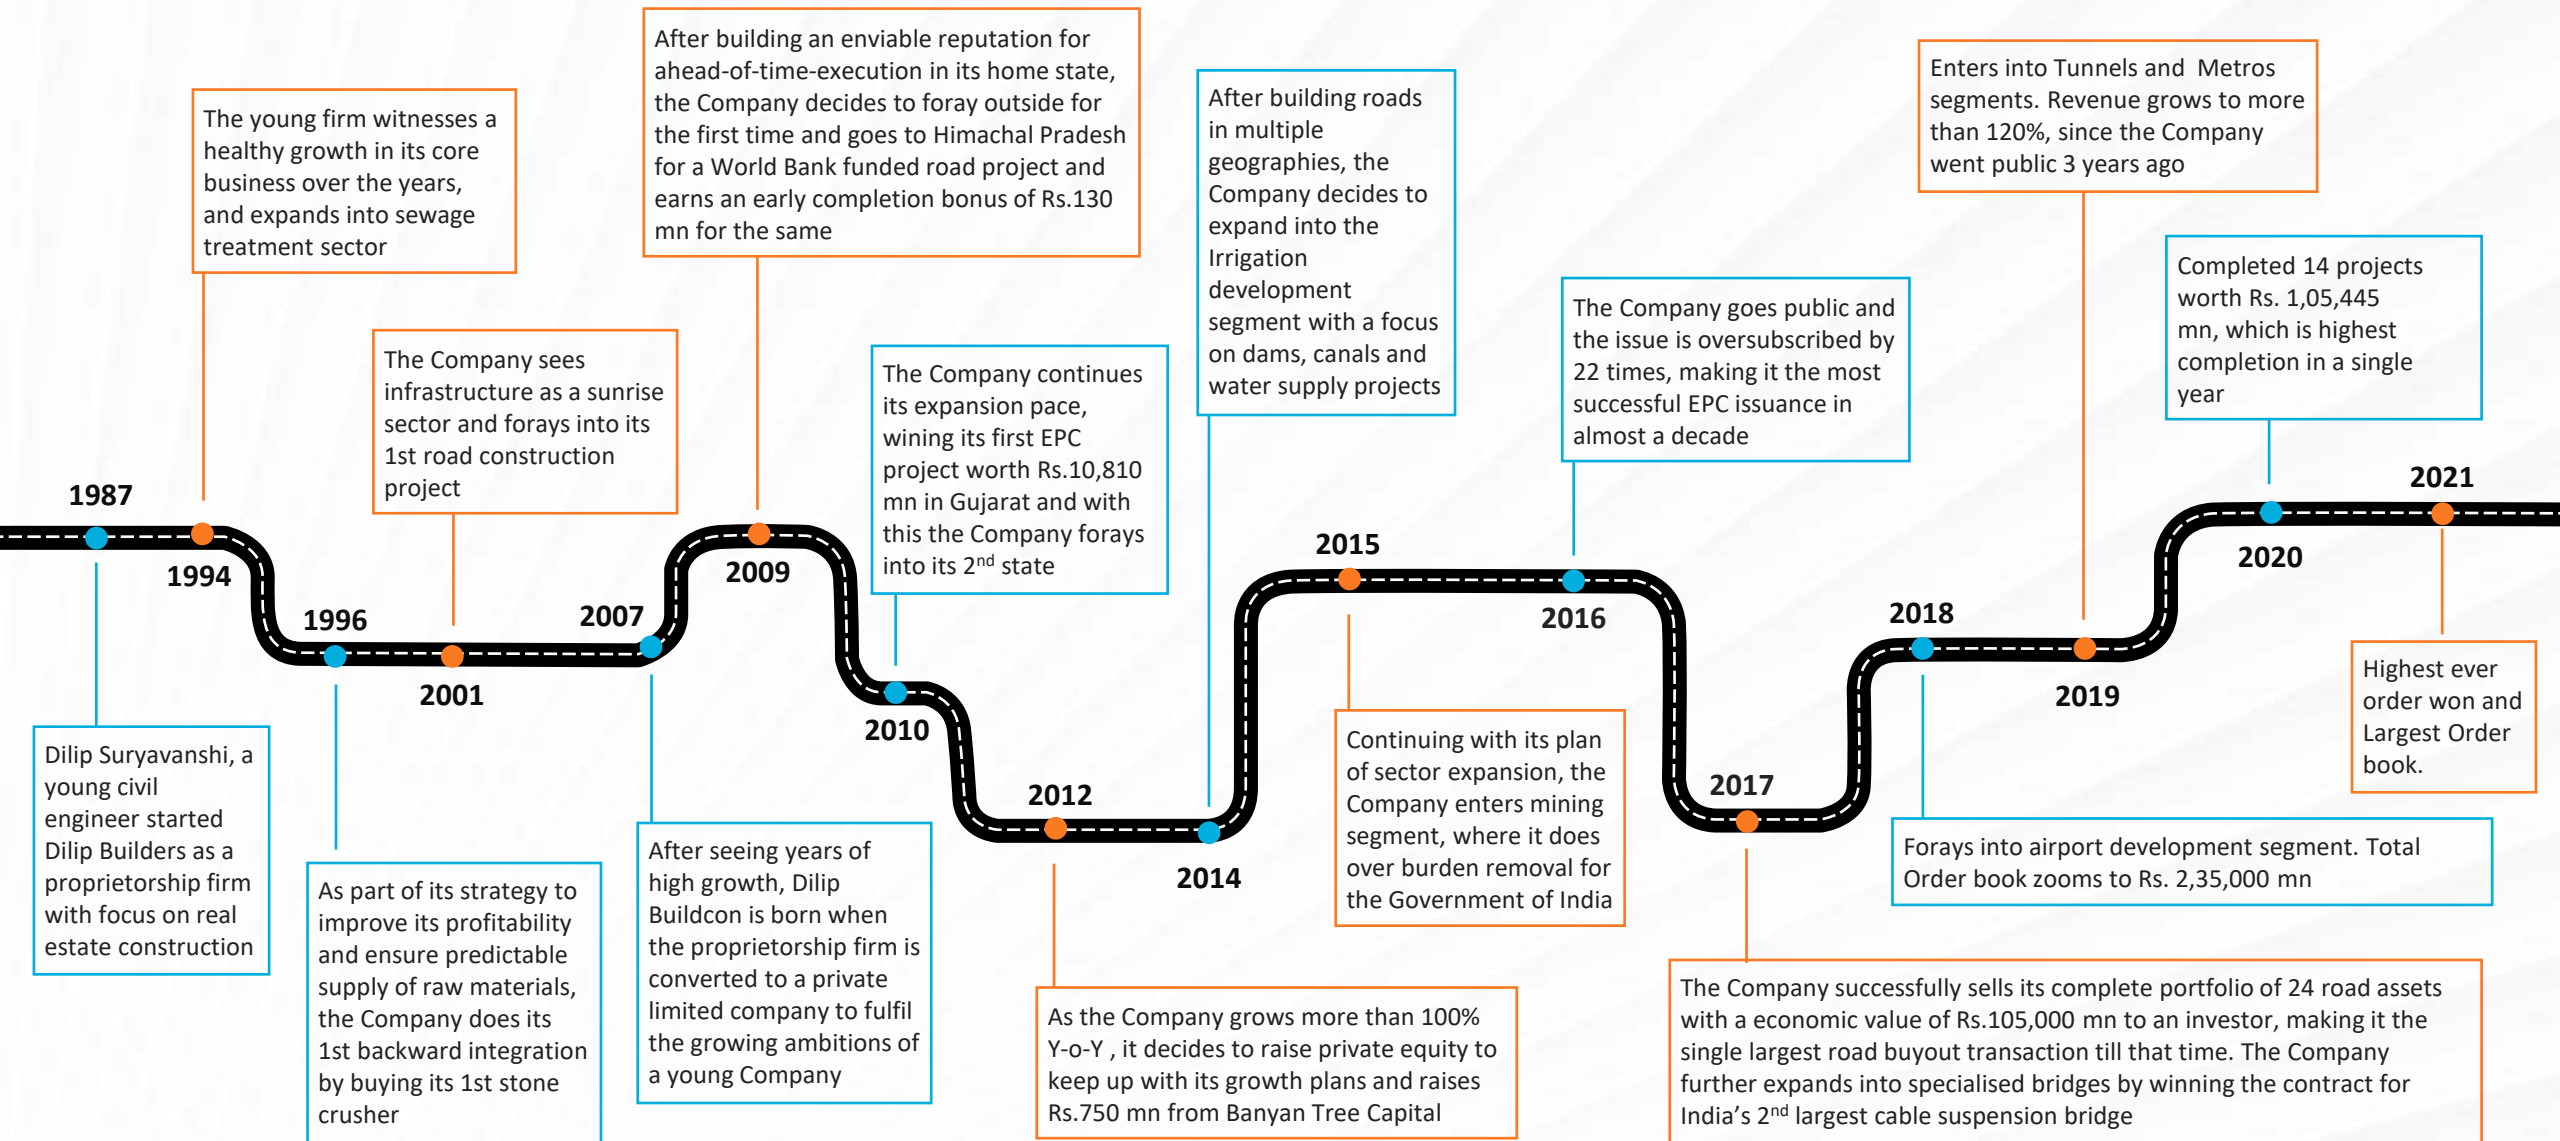 1987
Dilip Suryavanshi, a
young civil
engineer started
Dilip Builders as a
proprietorship firm
with focus on real
estate construction
The young firm witnesses a
healthy growth in its core
business over the years,
and expands into sewage
treatment sector
1994
1996
As part of its strategy to
improve its profitability
and ensure predictable
supply of raw materials,
the Company does its
1st backward integration
by buying its 1st stone
crusher
The Company sees
infrastructure as a sunrise
sector and forays into its
1st road construction
project
2001
2007
After seeing years of
high growth, Dilip
Buildcon is born when
the proprietorship firm is
converted to a private
limited company to fulfil
the growing ambitions of
a young Company
After building an enviable reputation for
ahead-of-time-execution in its home state,
the Company decides to foray outside for
the first time and goes to Himachal Pradesh
for a World Bank funded road project and
earns an early completion bonus of Rs.130
mn for the same
2009
The Company continues
its expansion pace,
wining its first EPC
project worth Rs.10,810
mn in Gujarat and with
this the Company forays
into its 2nd state
2010
2012
As the Company grows more than 100%
Y-o-Y , it decides to raise private equity to
keep up with its growth plans and raises
Rs.750 mn from Banyan Tree Capital
After building roads
in multiple
geographies, the
Company decides to
expand into the
Irrigation
development
segment with a focus
on dams, canals and
water supply projects
2014
2015
Continuing with its plan
of sector expansion, the
Company enters mining
segment, where it does
over burden removal for
the Government of India
The Company goes public and
the issue is oversubscribed by
22 times, making it the most
successful EPC issuance in
almost a decade
2016
2017
The Company successfully sells its complete portfolio of 24 road assets
with a economic value of Rs.105,000 mn to an investor, making it the
single largest road buyout transaction till that time. The Company
further expands into specialised bridges by winning the contract for
India’s 2nd largest cable suspension bridge
2018
Forays into airport development segment. Total
Order book zooms to Rs. 2,35,000 mn
Enters into Tunnels and Metros
segments. Revenue grows to more
than 120%, since the Company
went public 3 years ago
2019
Completed 14 projects
worth Rs. 1,05,445
mn, which is highest
completion in a single
year
2020
2021
Highest ever
order won and
Largest Order
book.